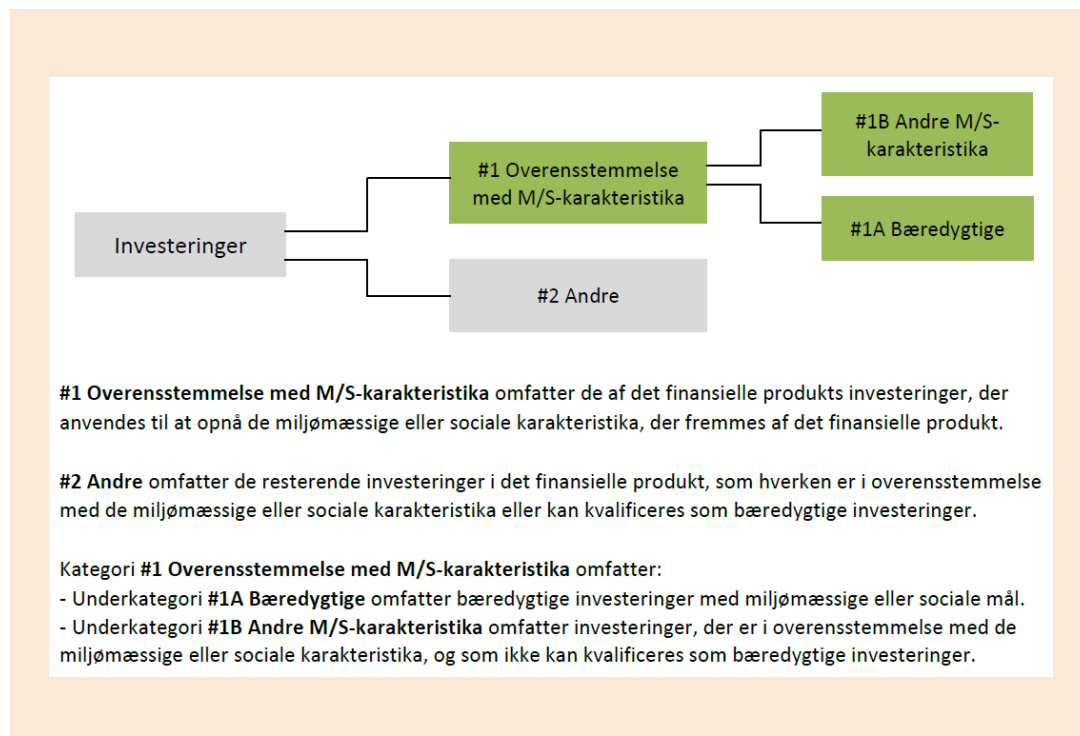 #1B Andre M/S-
karakteristika
#1 Overensstemmelse
med M/S-karakteristika
#1A Bæredygtige
Investeringer
#2 Andre
#1 Overensstemmelse med M/S-karakteristika omfatter de af det finansielle produkts investeringer, der
anvendes til at opnå de miljømæssige eller sociale karakteristika, der fremmes af det finansielle produkt.
#2 Andre omfatter de resterende investeringer i det finansielle produkt, som hverken er i overensstemmelse
med de miljømæssige eller sociale karakteristika eller kan kvalificeres som bæredygtige investeringer.
Kategori #1 Overensstemmelse med M/S-karakteristika omfatter:
- Underkategori #1A Bæredygtige omfatter bæredygtige investeringer med miljømæssige eller sociale mål.
- Underkategori #1B Andre M/S-karakteristika omfatter investeringer, der er i overensstemmelse med de
miljømæssige eller sociale karakteristika, og som ikke kan kvalificeres som bæredygtige investeringer.